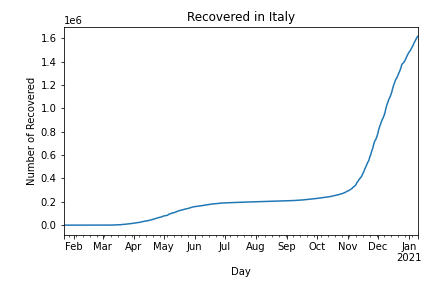 Recovered in Italy
1e6
Number of Recovered
1.6
1.4
1.2
1.0
0.8
0.6
0.4
0.2
0.0
Feb Mar Apr May Jun Jul Aug Sep Oct Nov Dec Jan
2021
Day